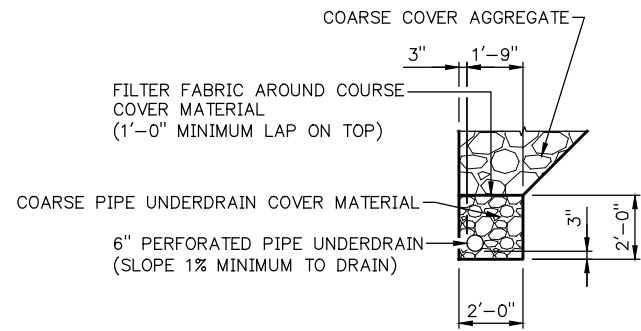 COARSE COVER AGGREGATE
3" 1'-9"
FILTER FABRIC AROUND COURSE
COVER MATERIAL
(1'-0" MINIMUM LAP ON TOP)
COARSE PIPE UNDERDRAIN COVER MATERIAL
6" PERFORATED PIPE UNDERDRAIN
(SLOPE 1% MINIMUM TO DRAIN)
3"
2'-0"
2'-0"